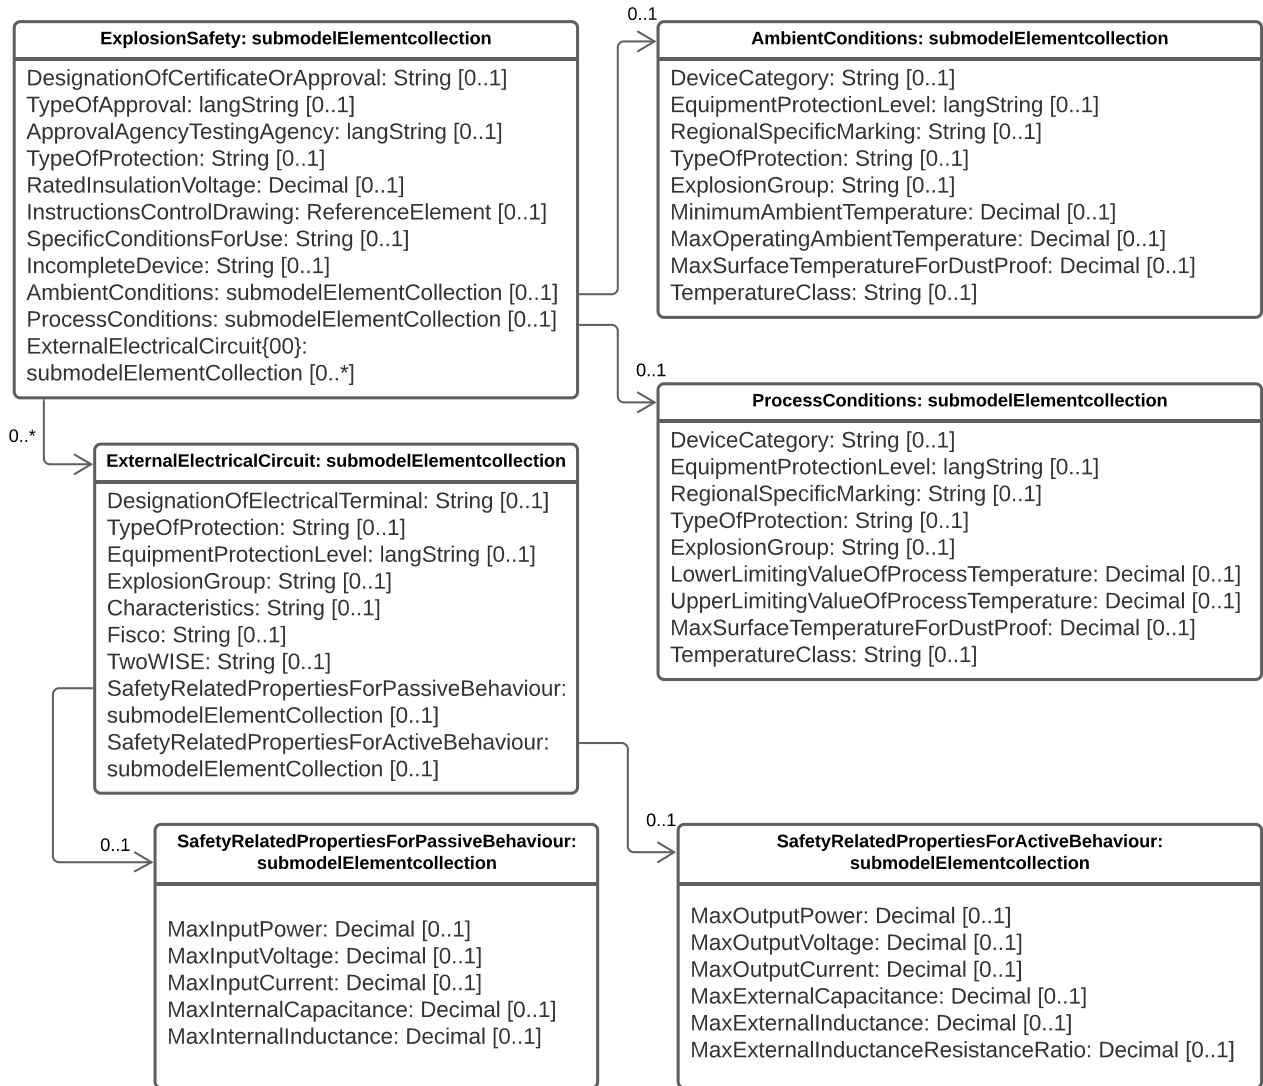 ExplosionSafety: submodelElementcollection
DesignationOfCertificateOrApproval: String [0..1]
TypeOfApproval: langString [0..1]
ApprovalAgencyTestingAgency: langString [0..1]
TypeOfProtection: String [0..1]
RatedInsulationVoltage: Decimal [0..1]
InstructionsControlDrawing: ReferenceElement [0..1]
SpecificConditionsForUse: String [0..1]
IncompleteDevice: String [0..1]
AmbientConditions: submodelElementCollection [0..1]
ProcessConditions: submodelElementCollection [0..1]
ExternalElectricalCircuit{00}:
submodelElementCollection [0..*]
0..1
AmbientConditions: submodelElementcollection
DeviceCategory: String [0..1]
EquipmentProtectionLevel: langString [0..1]
RegionalSpecificMarking: String [0..1]
TypeOfProtection: String [0..1]
ExplosionGroup: String [0..1]
MinimumAmbientTemperature: Decimal [0..1]
MaxOperatingAmbientTemperature: Decimal [0..1]
MaxSurfaceTemperatureForDustProof: Decimal [0..1]
TemperatureClass: String [0..1]
0..1
ProcessConditions: submodelElementcollection
DeviceCategory: String [0..1]
EquipmentProtectionLevel: langString [0..1]
RegionalSpecificMarking: String [0..1]
TypeOfProtection: String [0..1]
ExplosionGroup: String [0..1]
LowerLimitingValueOfProcessTemperature: Decimal [0..1]
UpperLimitingValueOfProcessTemperature: Decimal [0..1]
MaxSurfaceTemperatureForDustProof: Decimal [0..1]
TemperatureClass: String [0..1]
0..*
ExternalElectricalCircuit: submodelElementcollection
DesignationOfElectricalTerminal: String [0..1]
TypeOfProtection: String [0..1]
EquipmentProtectionLevel: langString [0..1]
ExplosionGroup: String [0..1]
Characteristics: String [0..1]
Fisco: String [0..1]
TwoWISE: String [0..1]
SafetyRelatedPropertiesForPassiveBehaviour:
submodelElementCollection [0..1]
SafetyRelatedPropertiesForActiveBehaviour:
submodelElementCollection [0..1]
0..1
SafetyRelatedPropertiesForPassiveBehaviour:
submodelElementcollection
MaxInputPower: Decimal [0..1]
MaxInputVoltage: Decimal [0..1]
MaxInputCurrent: Decimal [0..1]
MaxInternalCapacitance: Decimal [0..1]
MaxInternalInductance: Decimal [0..1]
0..1
SafetyRelatedPropertiesForActiveBehaviour:
submodelElementcollection
MaxOutputPower: Decimal [0..1]
MaxOutputVoltage: Decimal [0..1]
MaxOutputCurrent: Decimal [0..1]
MaxExternalCapacitance: Decimal [0..1]
MaxExternalInductance: Decimal [0..1]
MaxExternalInductanceResistanceRatio: Decimal [0..1]